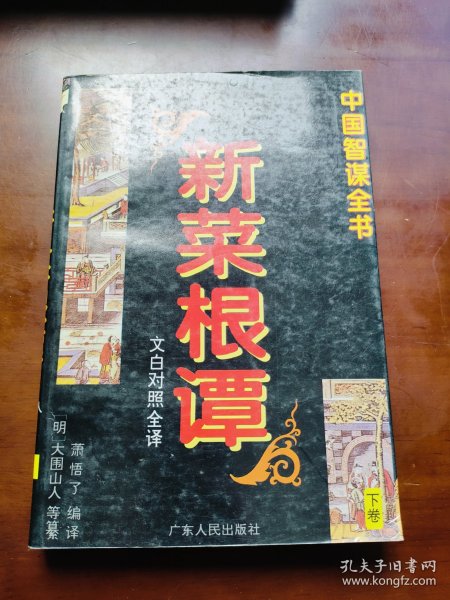 中国智谋全书
新菜根谭
文白对照全译
[明]大围山人 等纂
萧悟了 编译
下卷
广东人民出版社
孔夫子旧书网
www.kongfz.com